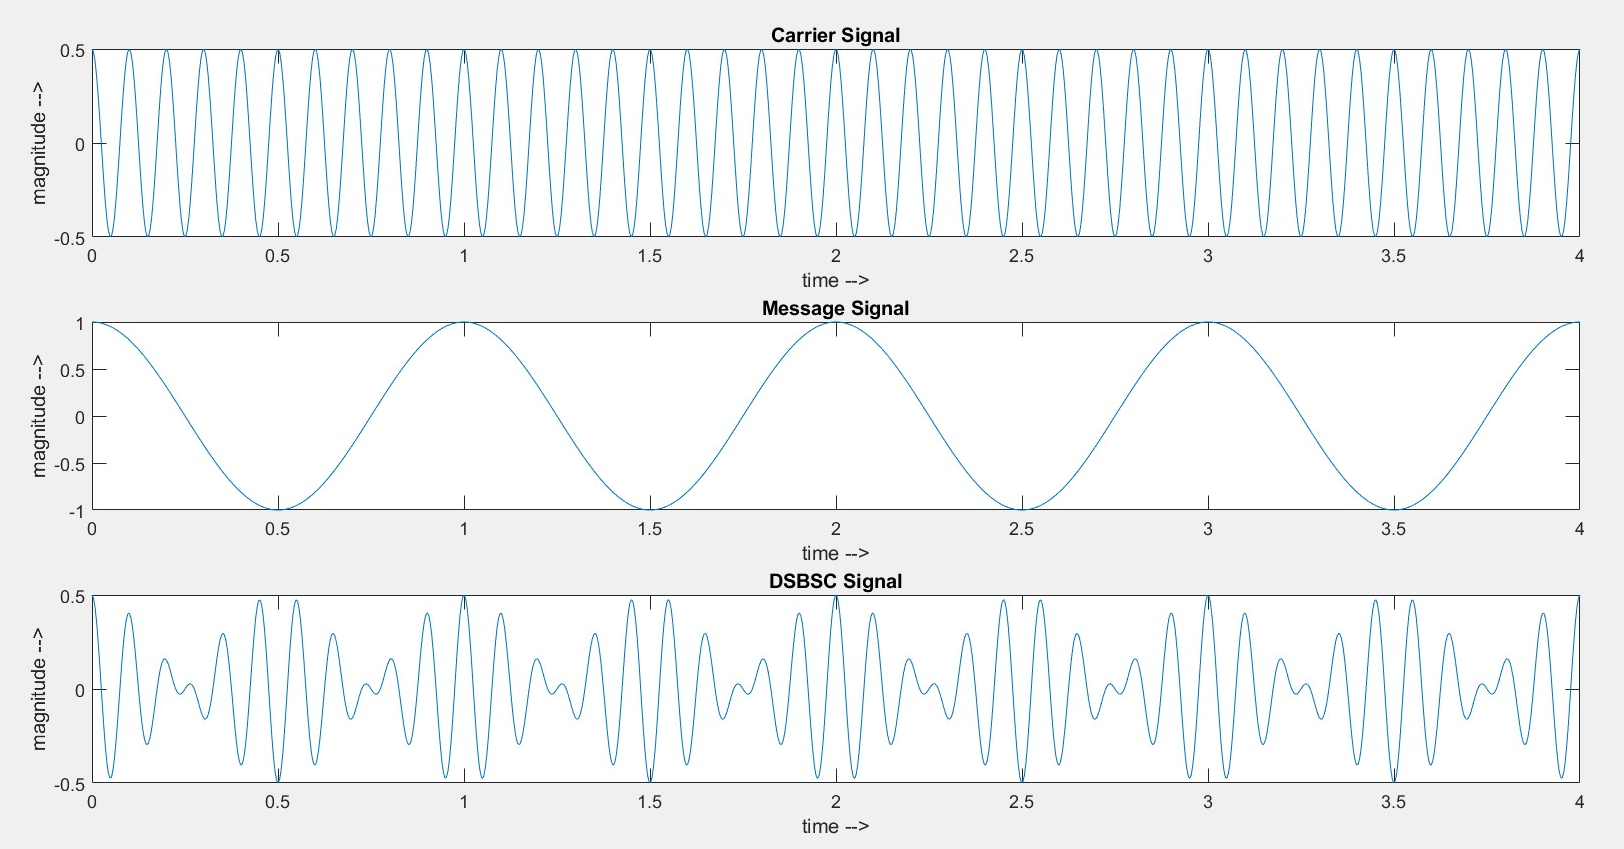 Carrier Signal
0.5
0
-0.5
magnitude -->
0 0.5 1 1.5 2 2.5 3 3.5 4
time -->
Message Signal
1
0.5
0
-0.5
-1
magnitude -->
0 0.5 1 1.5 2 2.5 3 3.5 4
time -->
DSBSC Signal
0.5
0
-0.5
magnitude -->
0 0.5 1 1.5 2 2.5 3 3.5 4
time -->